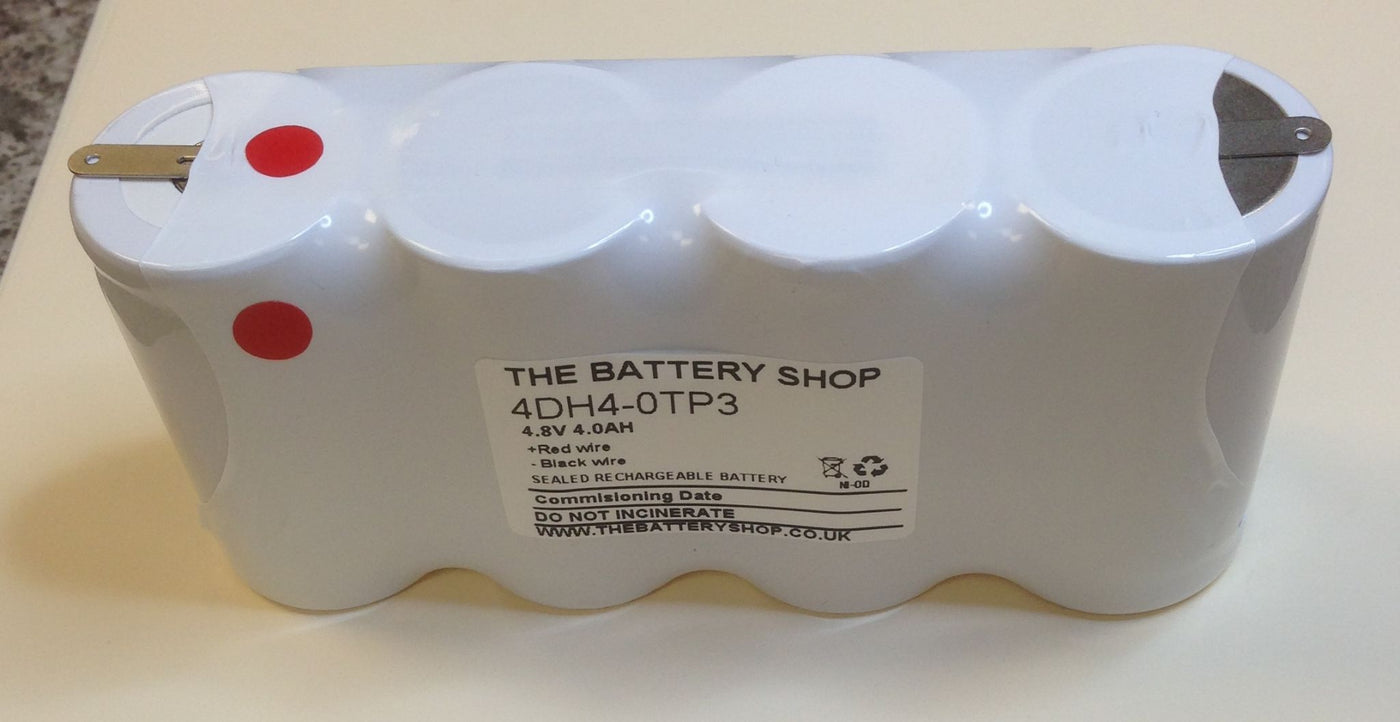 THE BATTERY SHOP
4DH4-0TP3
4.8V 4.0AH
+Red wire
- Black wire
SEALED RECHARGEABLE BATTERY
NI-CD
Commisioning Date
DO NOT INCINERATE
WWW.THEBATTERYSHOP.CO.UK